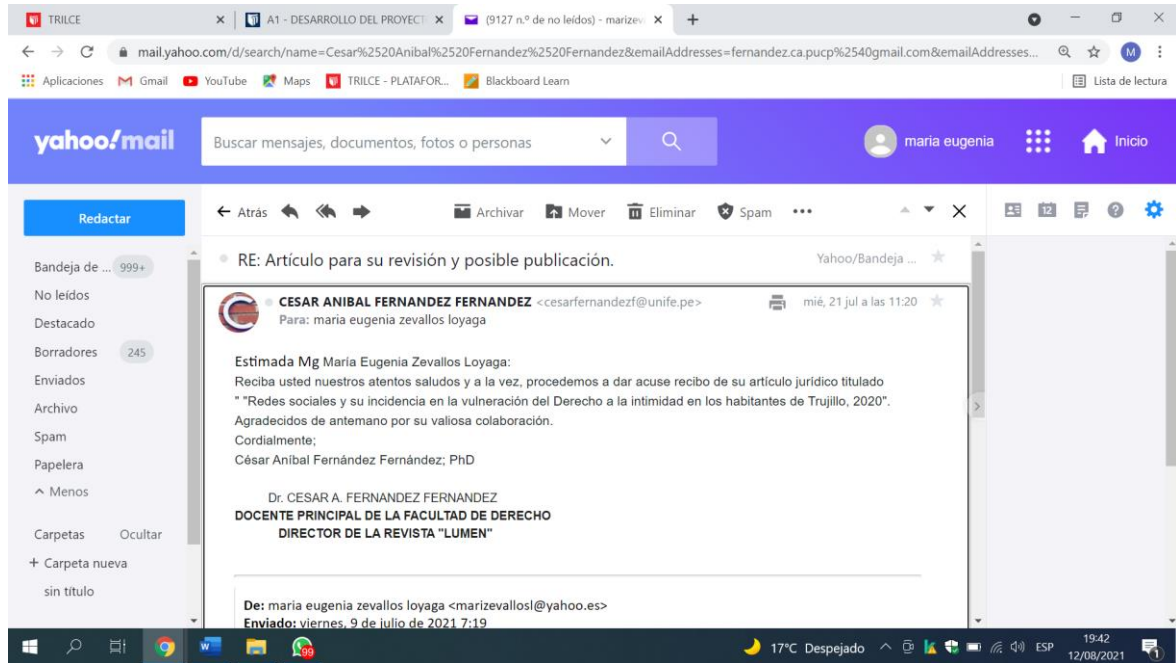 TRILCE
A1 - DESARROLLO DEL PROYECT
(9127 n.º de no leídos) - marizev
mail.yahoo.com/d/search/name=Cesar%2520Anibal%2520Fernandez%2520Fernandez&emailAddresses=fernandez.ca.pucp%2540gmail.com&emailAddresses...
M
Aplicaciones
Gmail
YouTube
Maps
TRILCE - PLATAFOR...
Blackboard Learn
Lista de lectura
yahoo!mail
Buscar mensajes, documentos, fotos o personas
maria eugenia
Inicio
Redactar
Atrás
Archivar
Mover
Eliminar
Spam
12
Bandeja de ... 999+
No leídos
Destacado
Borradores 245
Enviados
Archivo
Spam
Papelera
Menos
Carpetas Ocultar
+ Carpeta nueva
sin título
RE: Artículo para su revisión y posible publicación.
Yahoo/Bandeja ...
CESAR ANIBAL FERNANDEZ FERNANDEZ <cesarfernandezf@unife.pe>
mié, 21 jul a las 11:20
Para: maria eugenia zevallos loyaga
Estimada Mg María Eugenia Zevallos Loyaga:
Reciba usted nuestros atentos saludos y a la vez, procedemos a dar acuse recibo de su artículo jurídico titulado
" "Redes sociales y su incidencia en la vulneración del Derecho a la intimidad en los habitantes de Trujillo, 2020".
Agradecidos de antemano por su valiosa colaboración.
Cordialmente;
César Aníbal Fernández Fernández; PhD
Dr. CESAR A. FERNANDEZ FERNANDEZ
DOCENTE PRINCIPAL DE LA FACULTAD DE DERECHO
DIRECTOR DE LA REVISTA "LUMEN"
De: maria eugenia zevallos loyaga <marizevallosl@yahoo.es>
Enviado: viernes, 9 de julio de 2021 7:19
99
17°C Despejado
ESP
19:42
12/08/2021
1